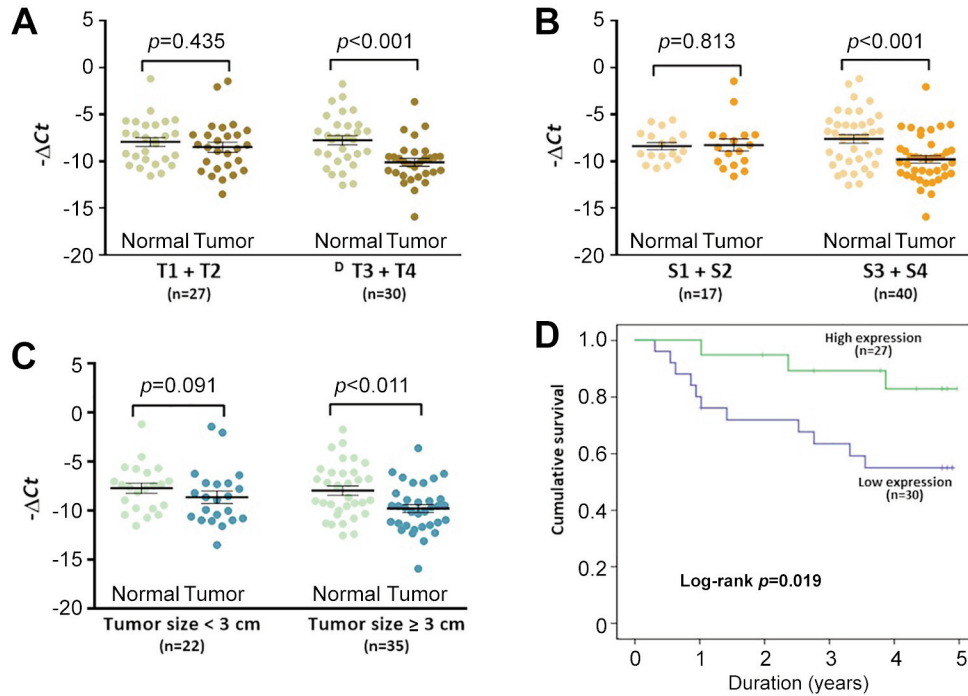 A
5
0
-5
-10
-15
-20
-ΔCt
p=0.435
p<0.001
Normal Tumor
Normal Tumor
T1 + T2
(n=27)
D T3 + T4
(n=30)
B
5
0
-5
-10
-15
-20
-ΔCt
p=0.813
p<0.001
Normal Tumor
Normal Tumor
S1 + S2
(n=17)
S3 + S4
(n=40)
C
5
0
-5
-10
-15
-20
-ΔCt
p=0.091
p<0.011
Normal Tumor
Normal Tumor
Tumor size < 3 cm
(n=22)
Tumor size ≥ 3 cm
(n=35)
D
1.0
0.8
0.6
0.4
0.2
0
Cumulative survival
High expression
(n=27)
Low expression
(n=30)
Log-rank p=0.019
0 1 2 3 4 5
Duration (years)